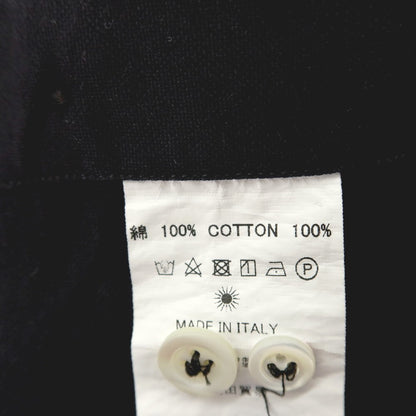 綿 100% COTTON 100%
P
MADE IN ITALY